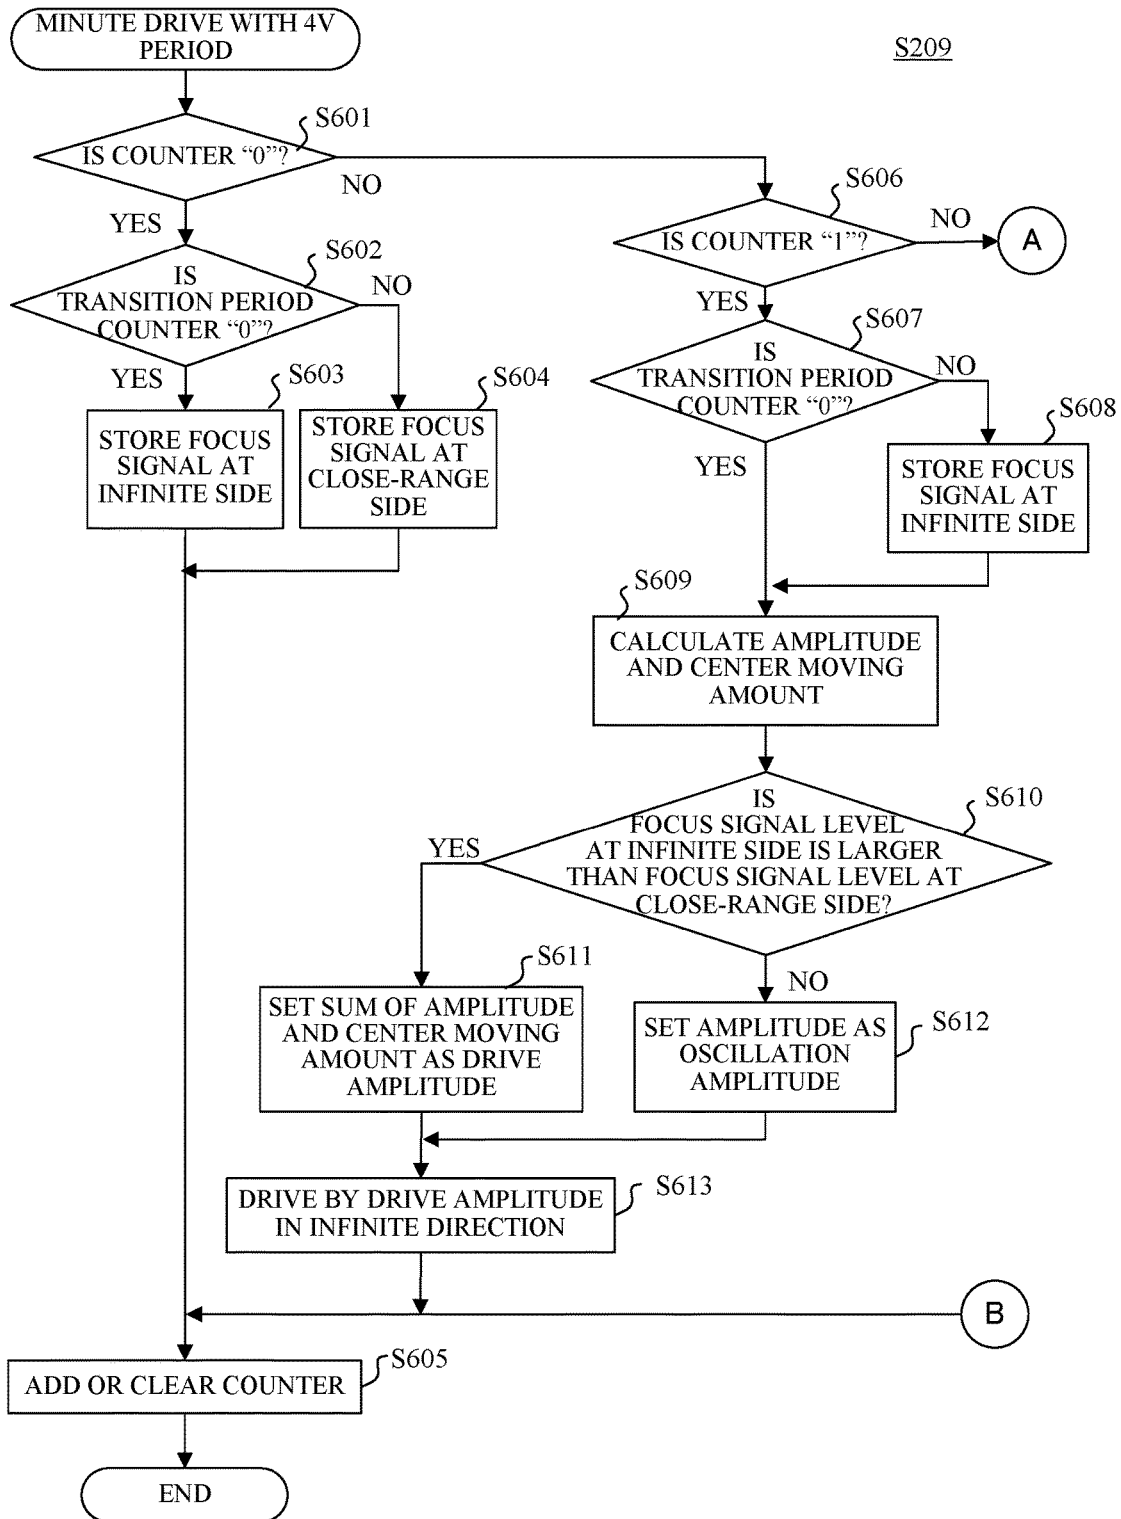 MINUTE DRIVE WITH 4V
PERIOD
S209
S601
IS COUNTER “0”?
NO
YES
S602
IS
TRANSITION PERIOD
COUNTER “0”?
NO
YES
S603
STORE FOCUS
SIGNAL AT
INFINITE SIDE
S604
STORE FOCUS
SIGNAL AT
CLOSE-RANGE
SIDE
S606
IS COUNTER “1”?
NO
A
YES
S607
IS
TRANSITION PERIOD
COUNTER “0”?
NO
YES
S608
STORE FOCUS
SIGNAL AT
INFINITE SIDE
S609
CALCULATE AMPLITUDE
AND CENTER MOVING
AMOUNT
S610
IS
FOCUS SIGNAL LEVEL
AT INFINITE SIDE IS LARGER
THAN FOCUS SIGNAL LEVEL AT
CLOSE-RANGE SIDE?
YES
NO
S611
SET SUM OF AMPLITUDE
AND CENTER MOVING
AMOUNT AS DRIVE
AMPLITUDE
S612
SET AMPLITUDE AS
OSCILLATION
AMPLITUDE
S613
DRIVE BY DRIVE AMPLITUDE
IN INFINITE DIRECTION
B
S605
ADD OR CLEAR COUNTER
END